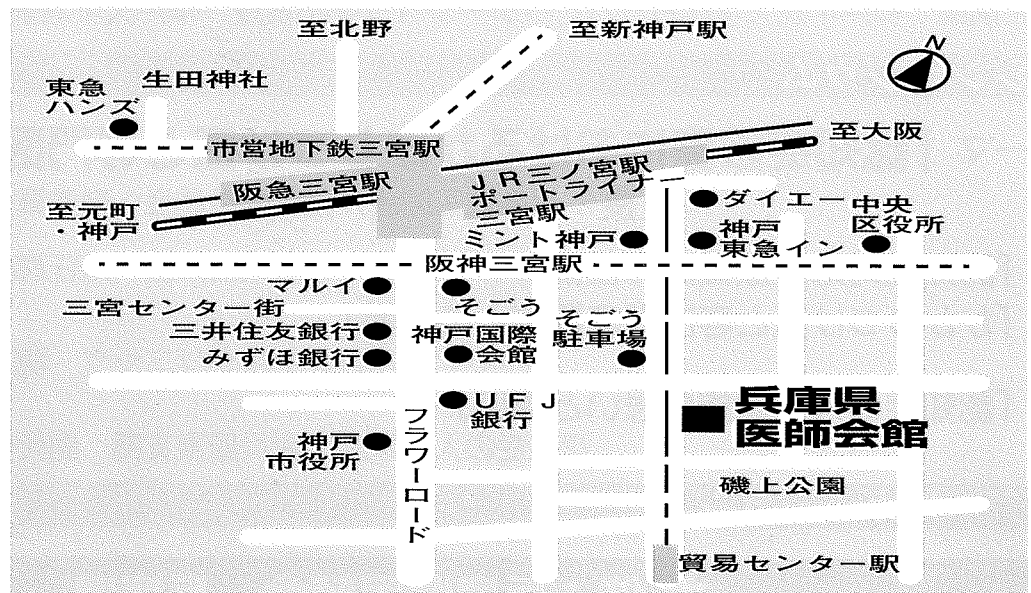 至北野
至新神戸駅
N
生田神社
東急
ハンズ
至大阪
市営地下鉄三宮駅
阪急三宮駅
JR三ノ宮駅
ポートライナー
三宮駅
至元町
・神戸
ダイエー
中央
区役所
ミント神戸
神戸
東急イン
阪神三宮駅
マルイ
三宮センター街
そごう
そごう
駐車場
三井住友銀行
神戸国際
会館
みずほ銀行
UFJ
銀行
兵庫県
医師会館
フラワーロード
神戸
市役所
磯上公園
貿易センター駅